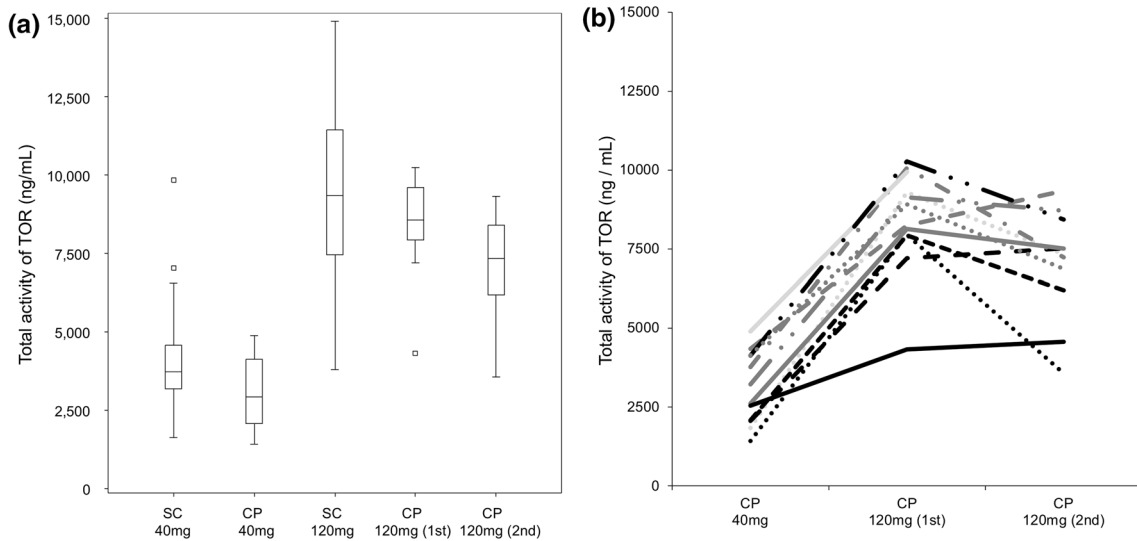 (a)
Total activity of TOR (ng/mL)
15,000
12,500
10,000
7,500
5,000
2,500
0
SC
40mg
CP
40mg
SC
120mg
CP
120mg (1st)
CP
120mg (2nd)
(b)
Total activity of TOR (ng / mL)
15000
12500
10000
7500
5000
2500
0
CP
40mg
CP
120mg (1st)
CP
120mg (2nd)